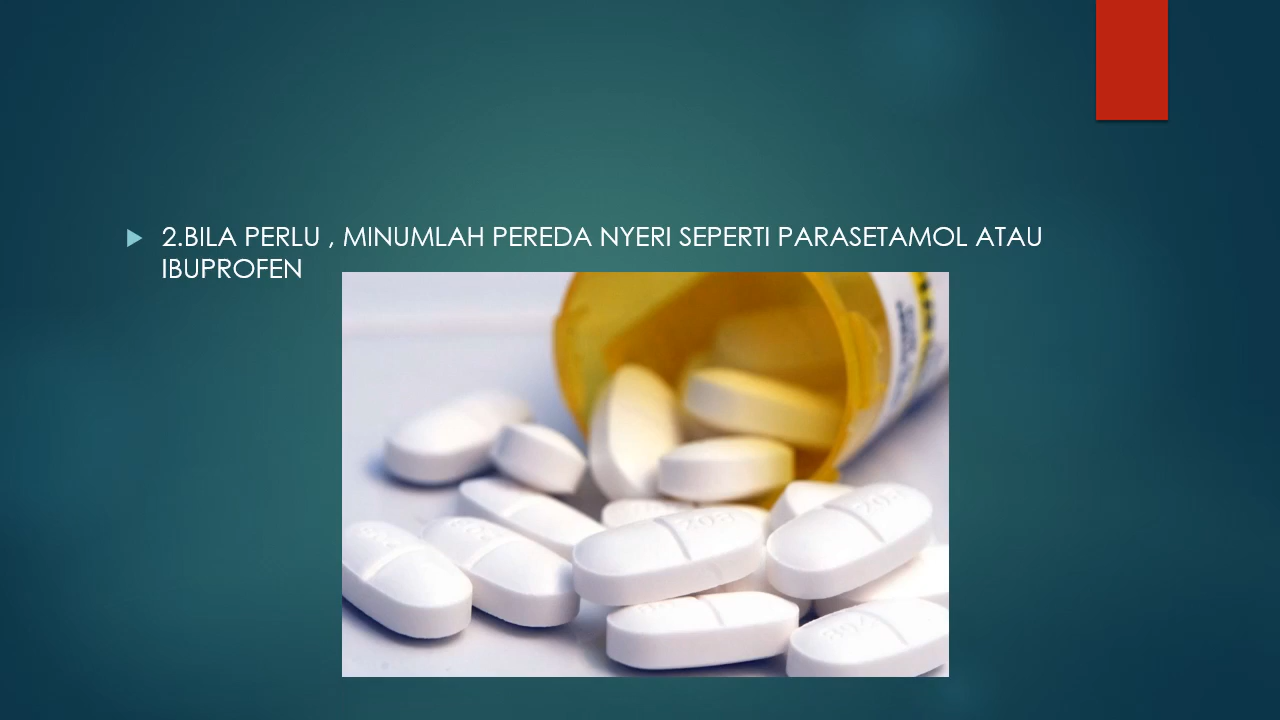 2.BILA PERLU , MINUMLAH PEREDA NYERI SEPERTI PARASETAMOL ATAU
IBUPROFEN